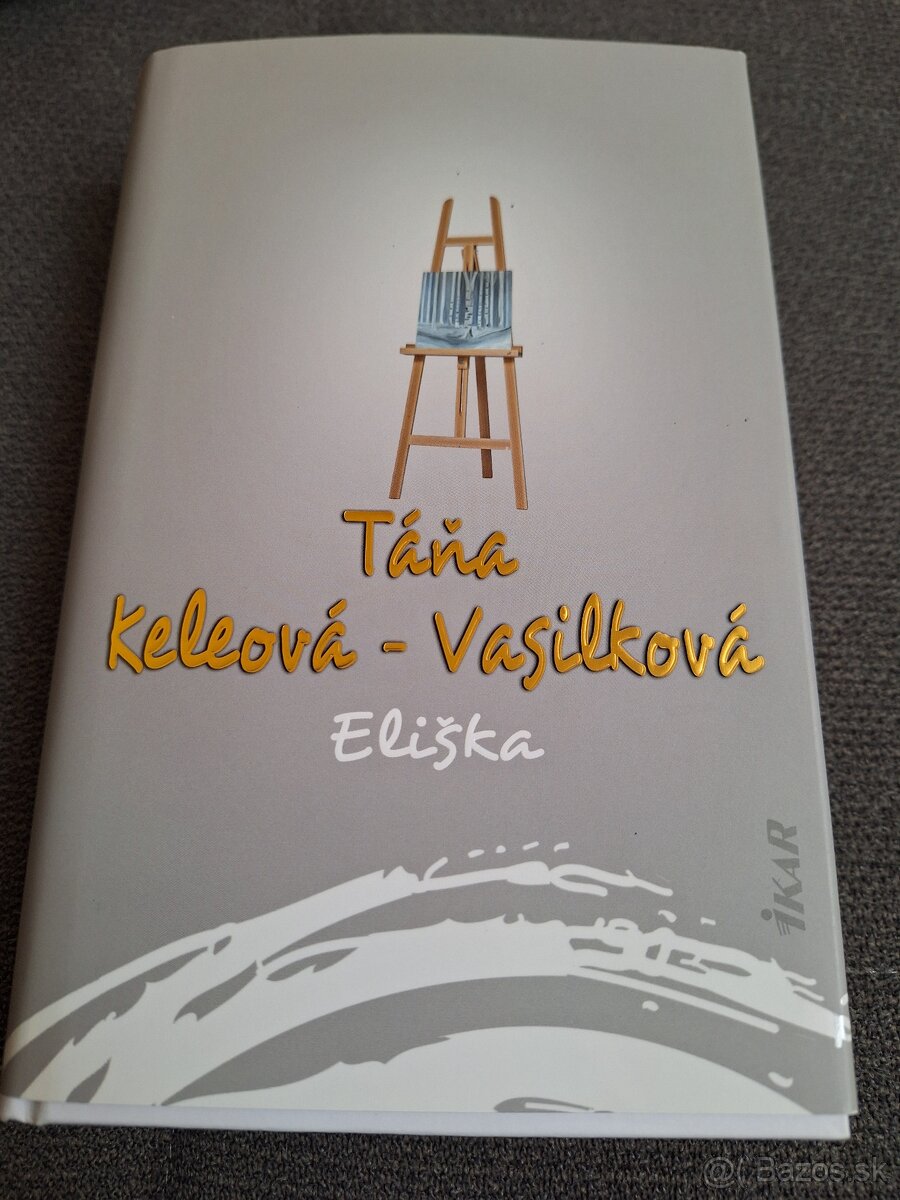 Táňa
Keleová - Vasilková
Eliška
IKAR
@ Bazos.sk